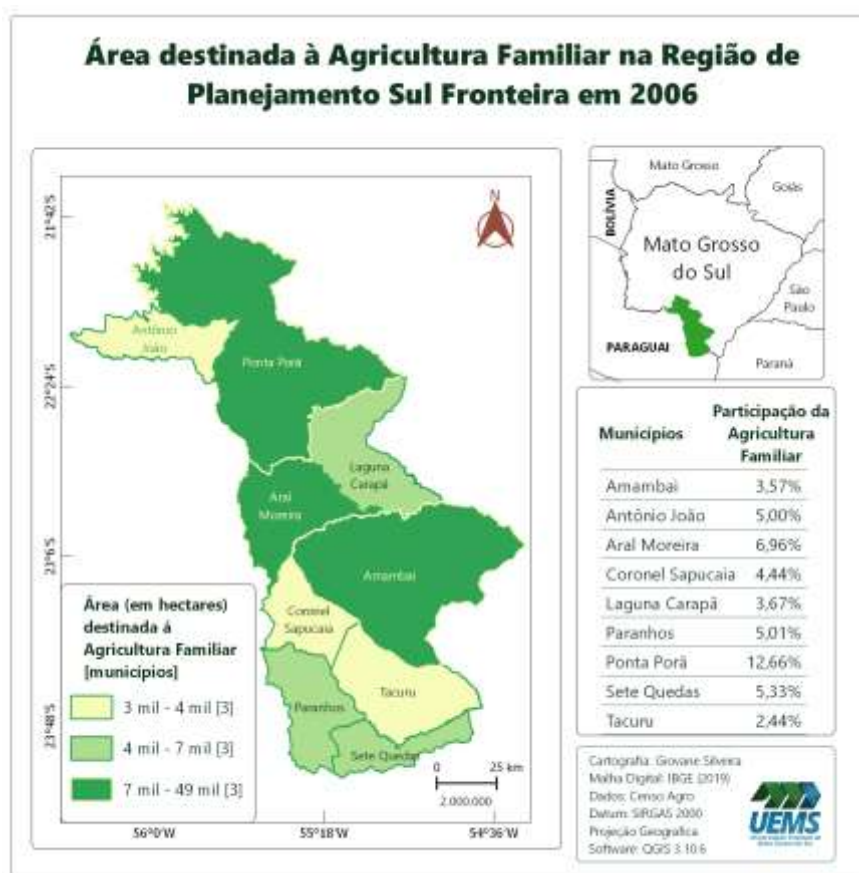 Área destinada à Agricultura Familiar na Região de
Planejamento Sul Fronteira em 2006
N
21°42'S
22°24'S
23°6'S
23°48'S
Antônio
João
Ponta Porã
Laguna
Carapã
Aral
Moreira
Amambai
Coronel
Sapucaia
Tacuru
Paranhos
Sete Quedas
Área (em hectares)
destinada á
Agricultura Familiar
[municípios]
3 mil - 4 mil [3]
4 mil - 7 mil [3]
7 mil - 49 mil [3]
0 25 km
2.000.000
56°0'W 55°18'W 54°36'W
Mato Grosso
Goiás
BOLÍVIA
Mato Grosso
do Sul
São
Paulo
PARAGUAI
Paraná
Municípios Participação da
Agricultura
Familiar
Amambai 3,57%
Antônio João 5,00%
Aral Moreira 6,96%
Coronel Sapucaia 4,44%
Laguna Carapã 3,67%
Paranhos 5,01%
Ponta Porã 12,66%
Sete Quedas 5,33%
Tacuru 2,44%
Cartografia: Giovane Silveira
Malha Digital: IBGE (2019)
Dados: Censo Agro
Datum: SIRGAS 2000
Projeção Geografica
Software: QGIS 3.10.6
UEMS